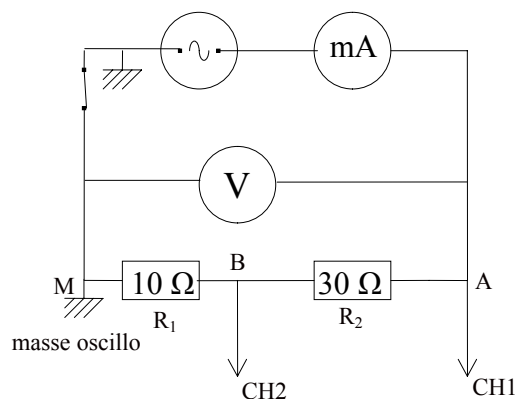 mA
V
M
10 Ω
B
30 Ω
A
R₁
R₂
masse oscillo
CH2
CH1